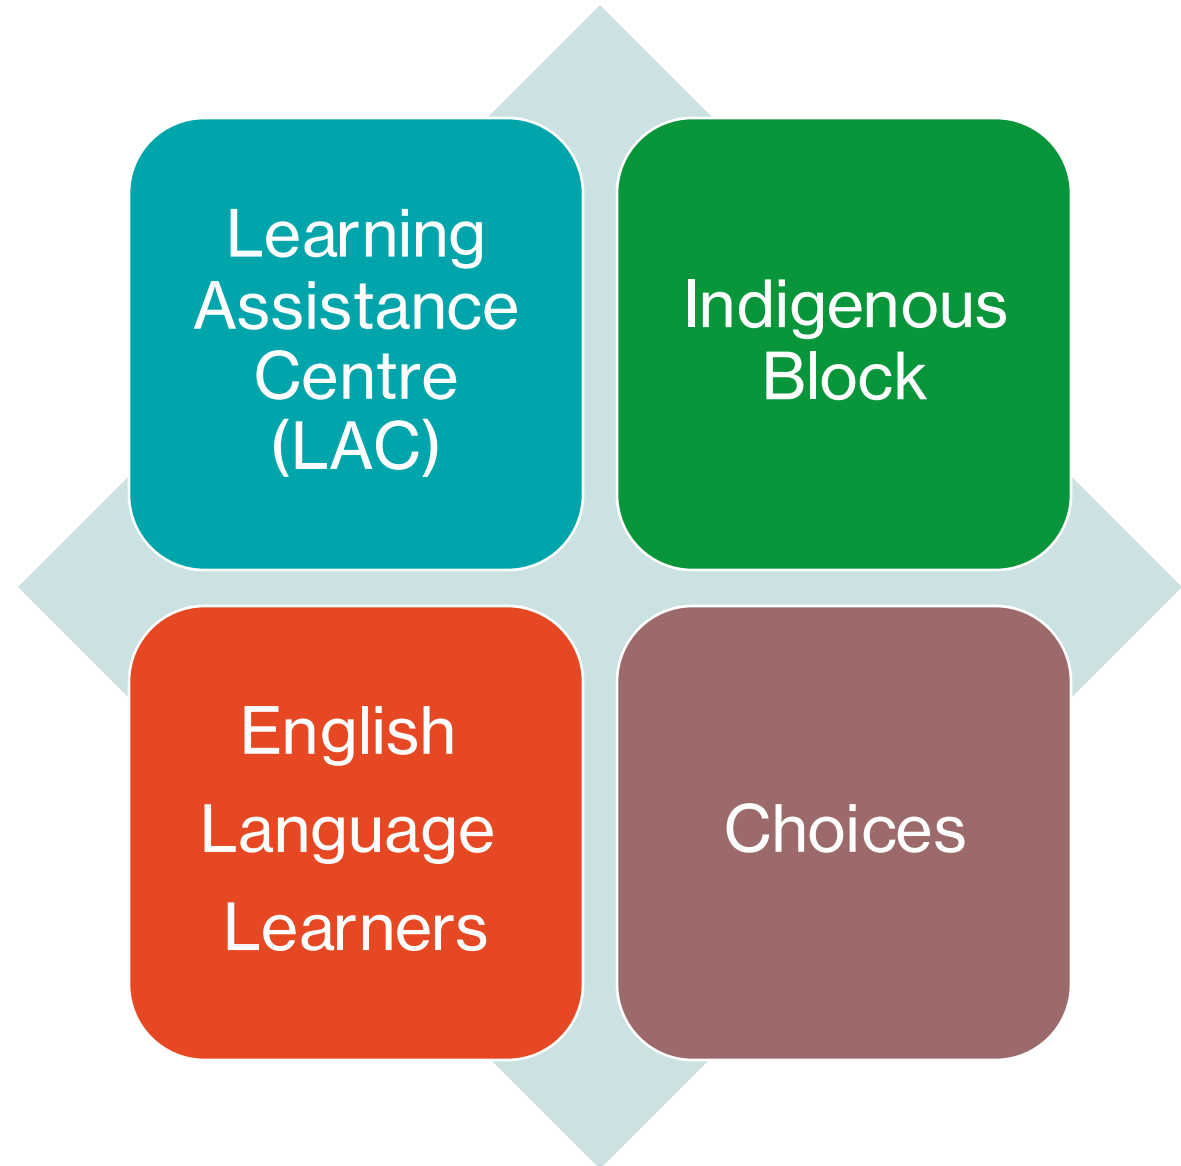 Learning
Assistance
Centre
(LAC)
Indigenous
Block
English
Language
Learners
Choices